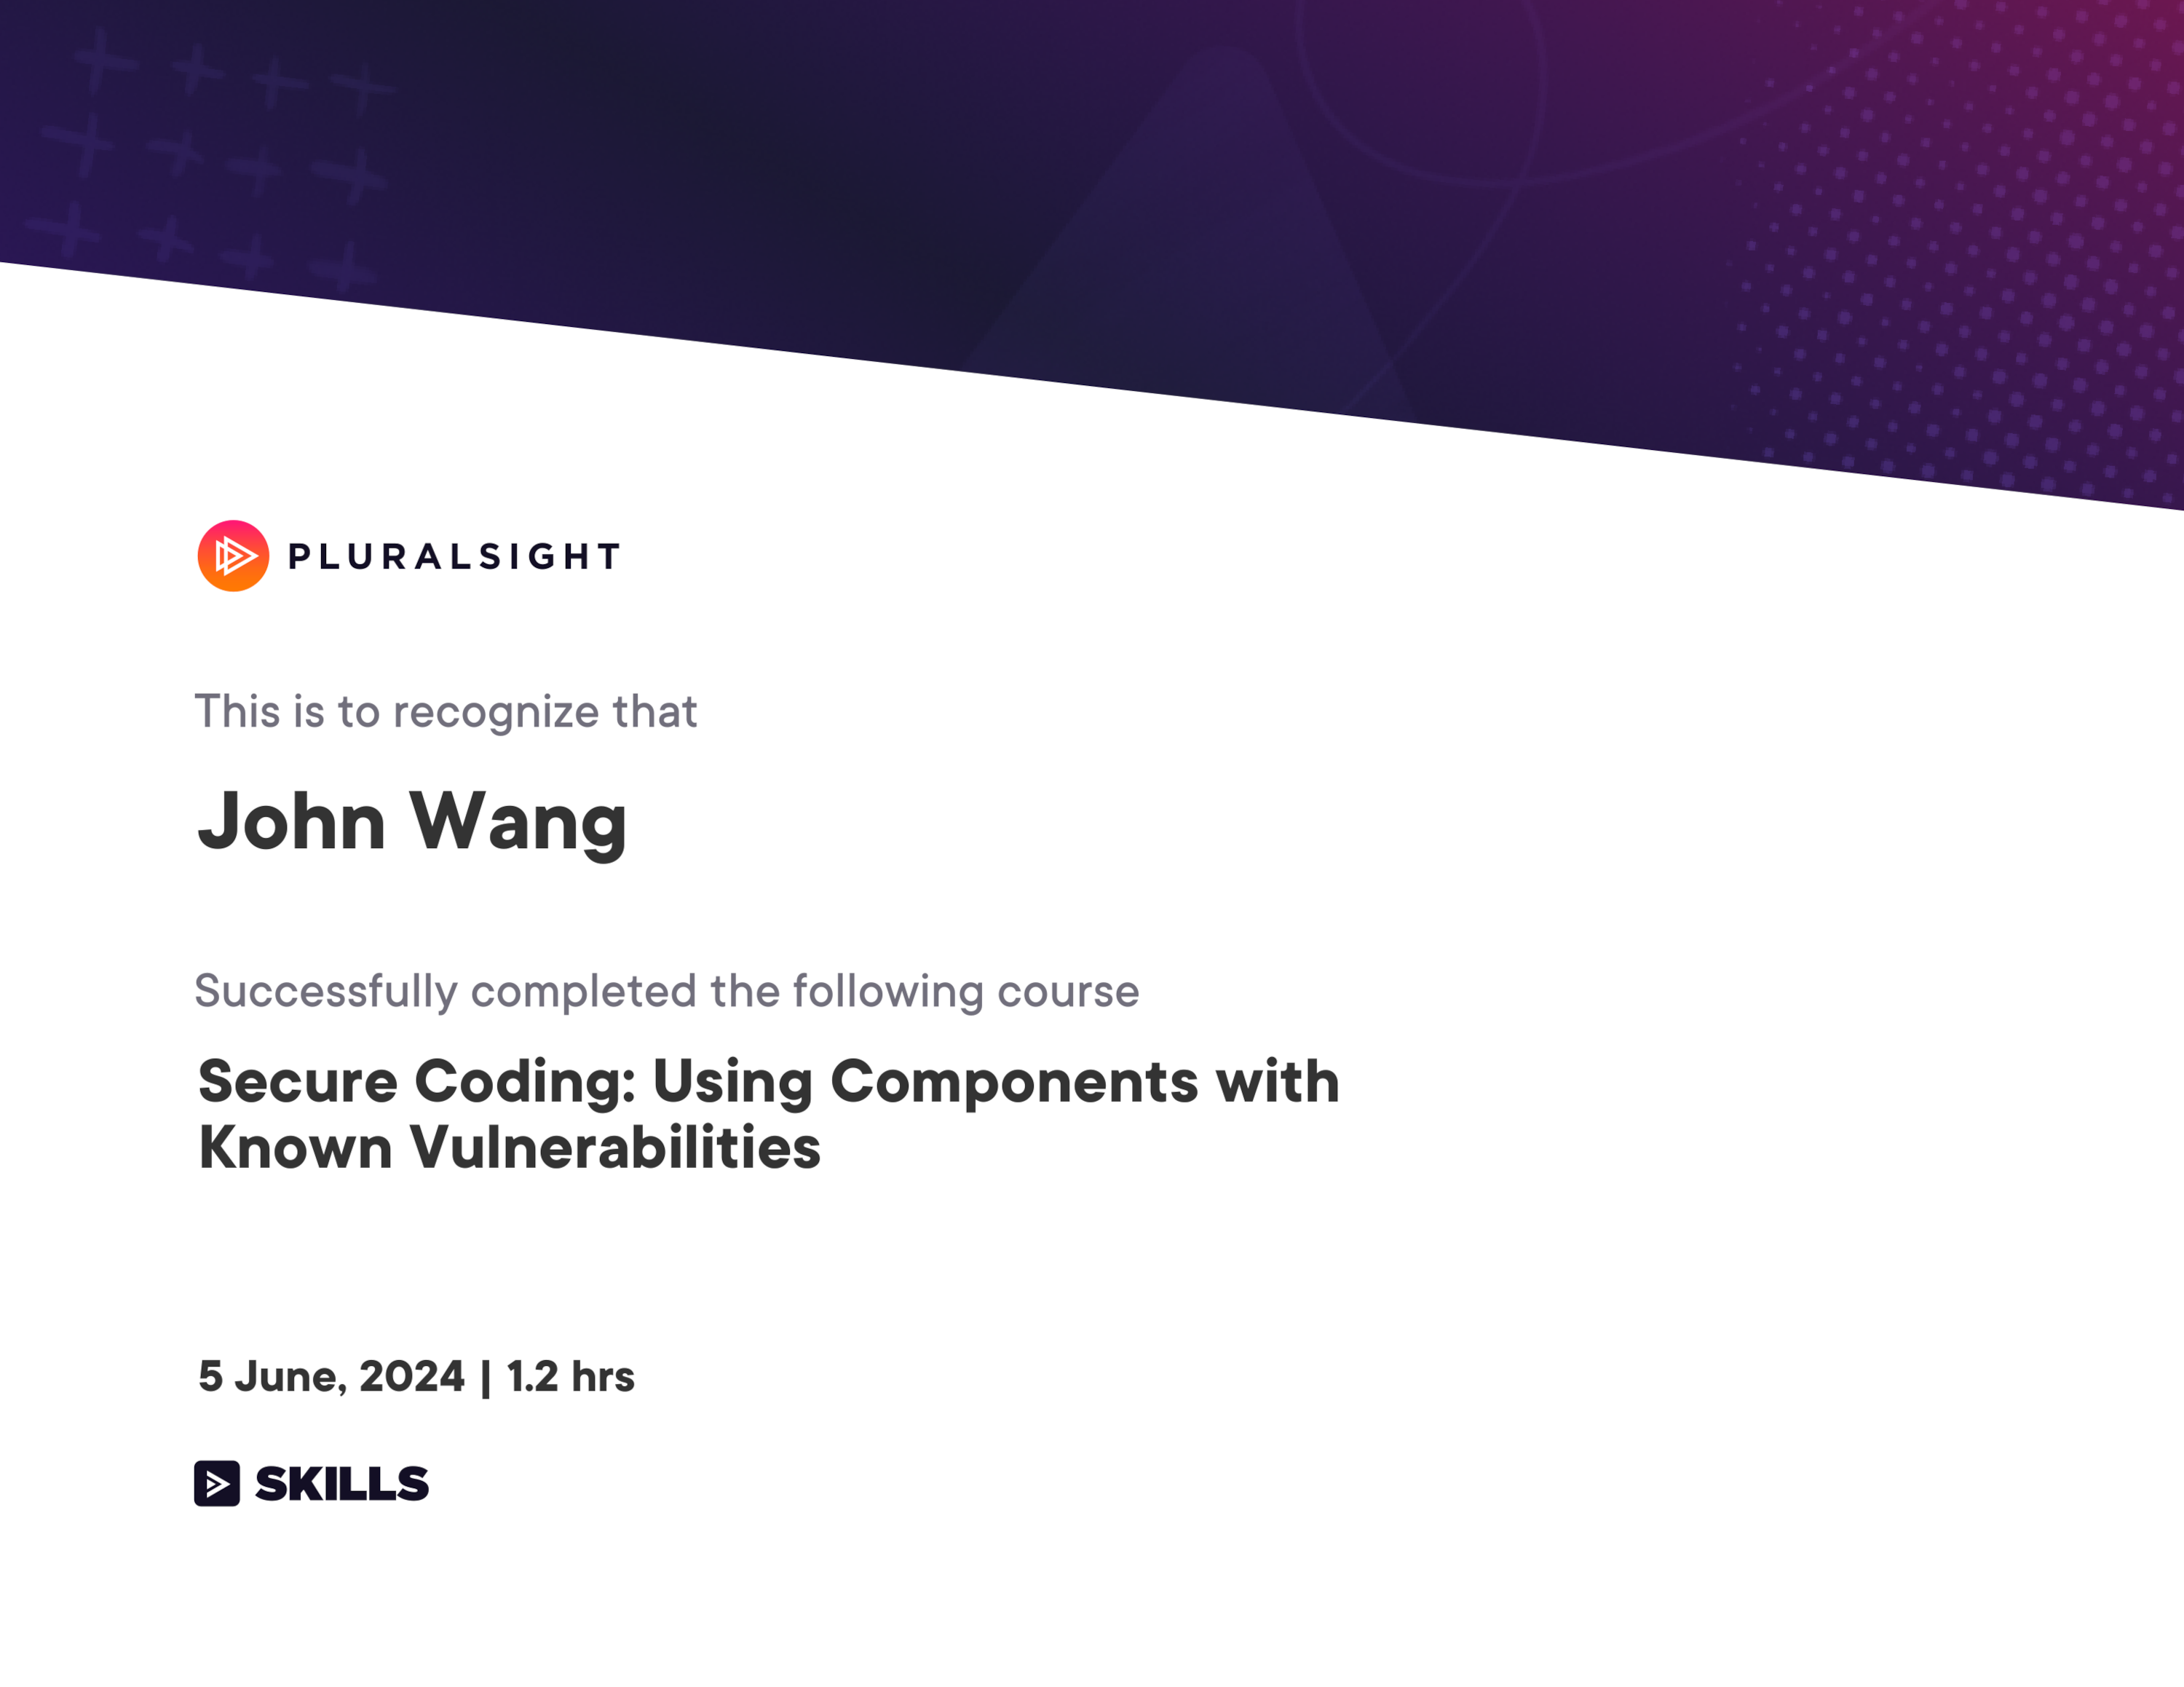 PLURALSIGHT
This is to recognize that
John Wang
Successfully completed the following course
Secure Coding: Using Components with
Known Vulnerabilities
5 June, 2024 | 1.2 hrs
SKILLS